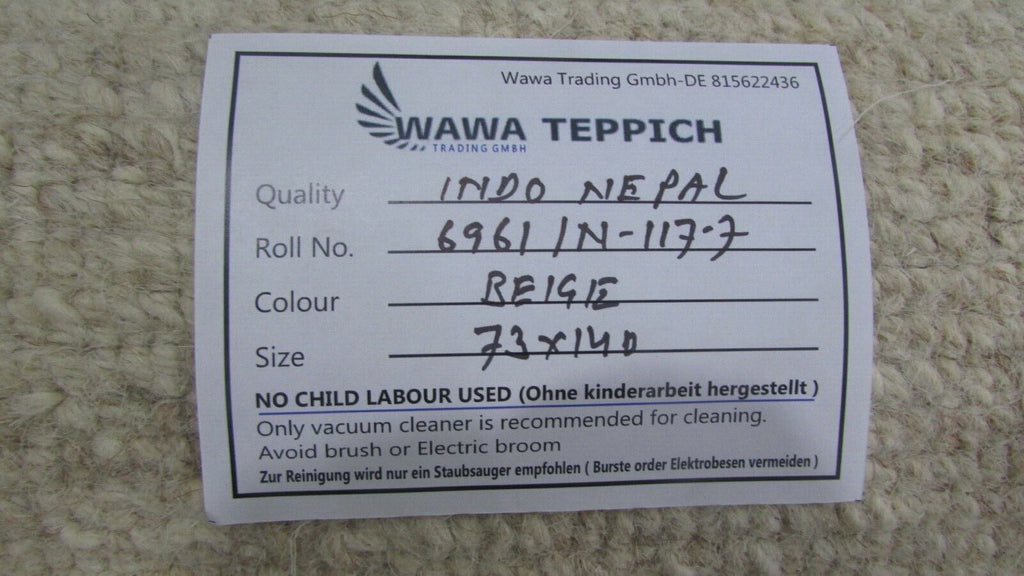 Wawa Trading Gmbh-DE 815622436
WAWA TEPPICH
TRADING GMBH
Quality INDO NEPAL
Roll No. 6961/N-117-7
Colour BEIGE
Size 73x140
NO CHILD LABOUR USED (Ohne kinderarbeit hergestellt )
Only vacuum cleaner is recommended for cleaning.
Avoid brush or Electric broom
Zur Reinigung wird nur ein Staubsauger empfohlen ( Burste order Elektrobesen vermeiden )